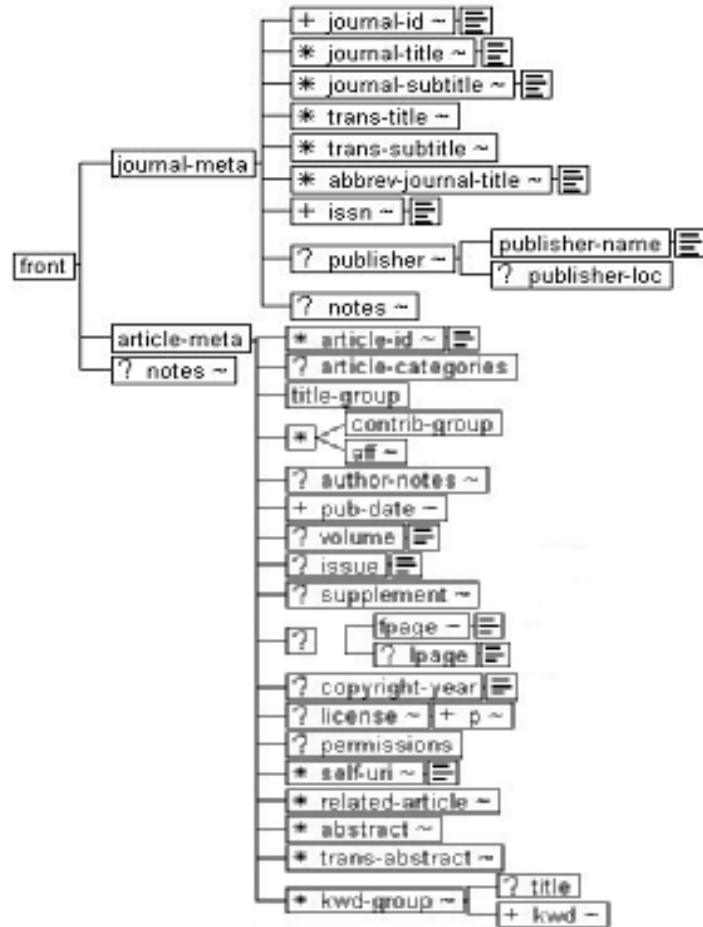 + journal-id ~
* journal-title ~
* journal-subtitle ~
* trans-title ~
* trans-subtitle ~
journal-meta
* abbrev-journal-title ~
+ issn ~
publisher-name
? publisher ~
front
? publisher-loc
? notes ~
article-meta
* article-id ~
? notes ~
? article-categories
title-group
contrib-group
*
aff ~
? author-notes ~
+ pub-date ~
? volume
? issue
? supplement ~
fpage ~
?
? lpage
? copyright-year
? license ~ + p ~
? permissions
* self-uri ~
* related-article ~
* abstract ~
* trans-abstract ~
? title
* kwd-group ~
+ kwd ~